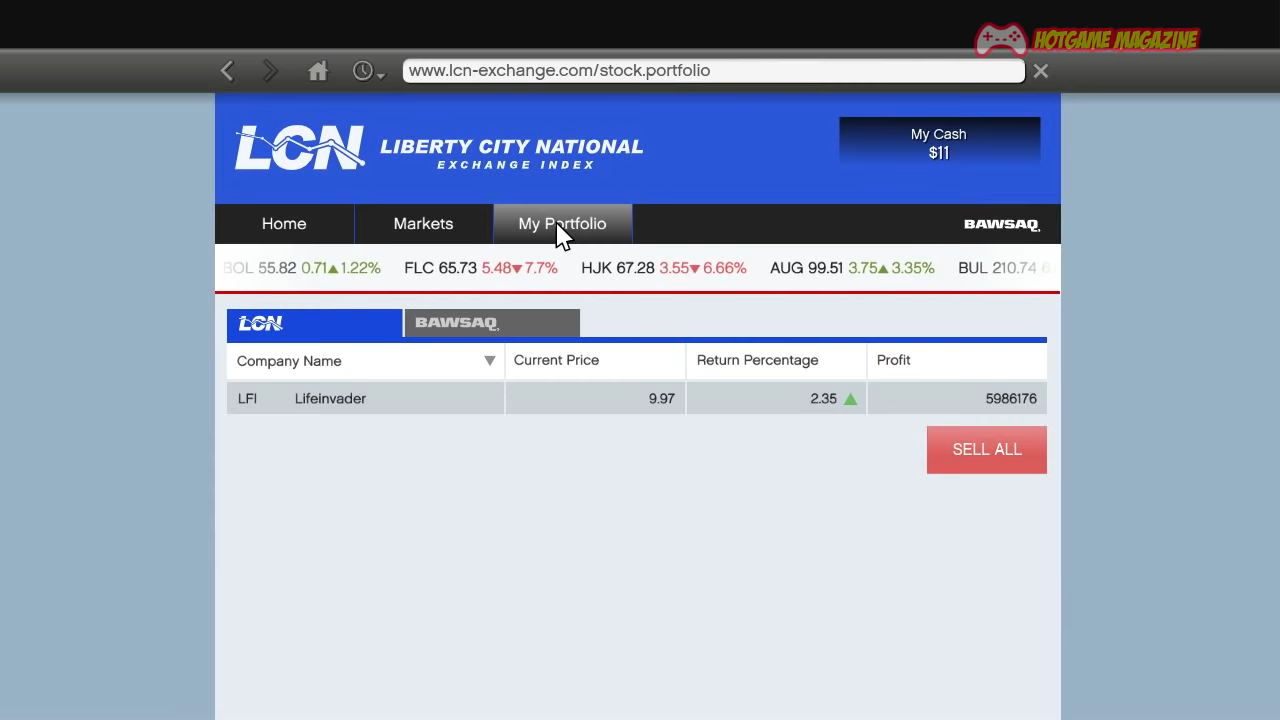 HOTGAME MAGAZINE
www.lcn-exchange.com/stock.portfolio
LCN LIBERTY CITY NATIONAL
EXCHANGE INDEX
My Cash
$11
Home Markets My Portfolio BAWSAQ
BOL 55.82 0.71▲1.22% FLC 65.73 5.48▼7.7% HJK 67.28 3.55▼6.66% AUG 99.51 3.75▲3.35% BUL 210.74
LCN BAWSAQ
Company Name ▼ Current Price Return Percentage Profit
LFI Lifeinvader 9.97 2.35 ▲ 5986176
SELL ALL